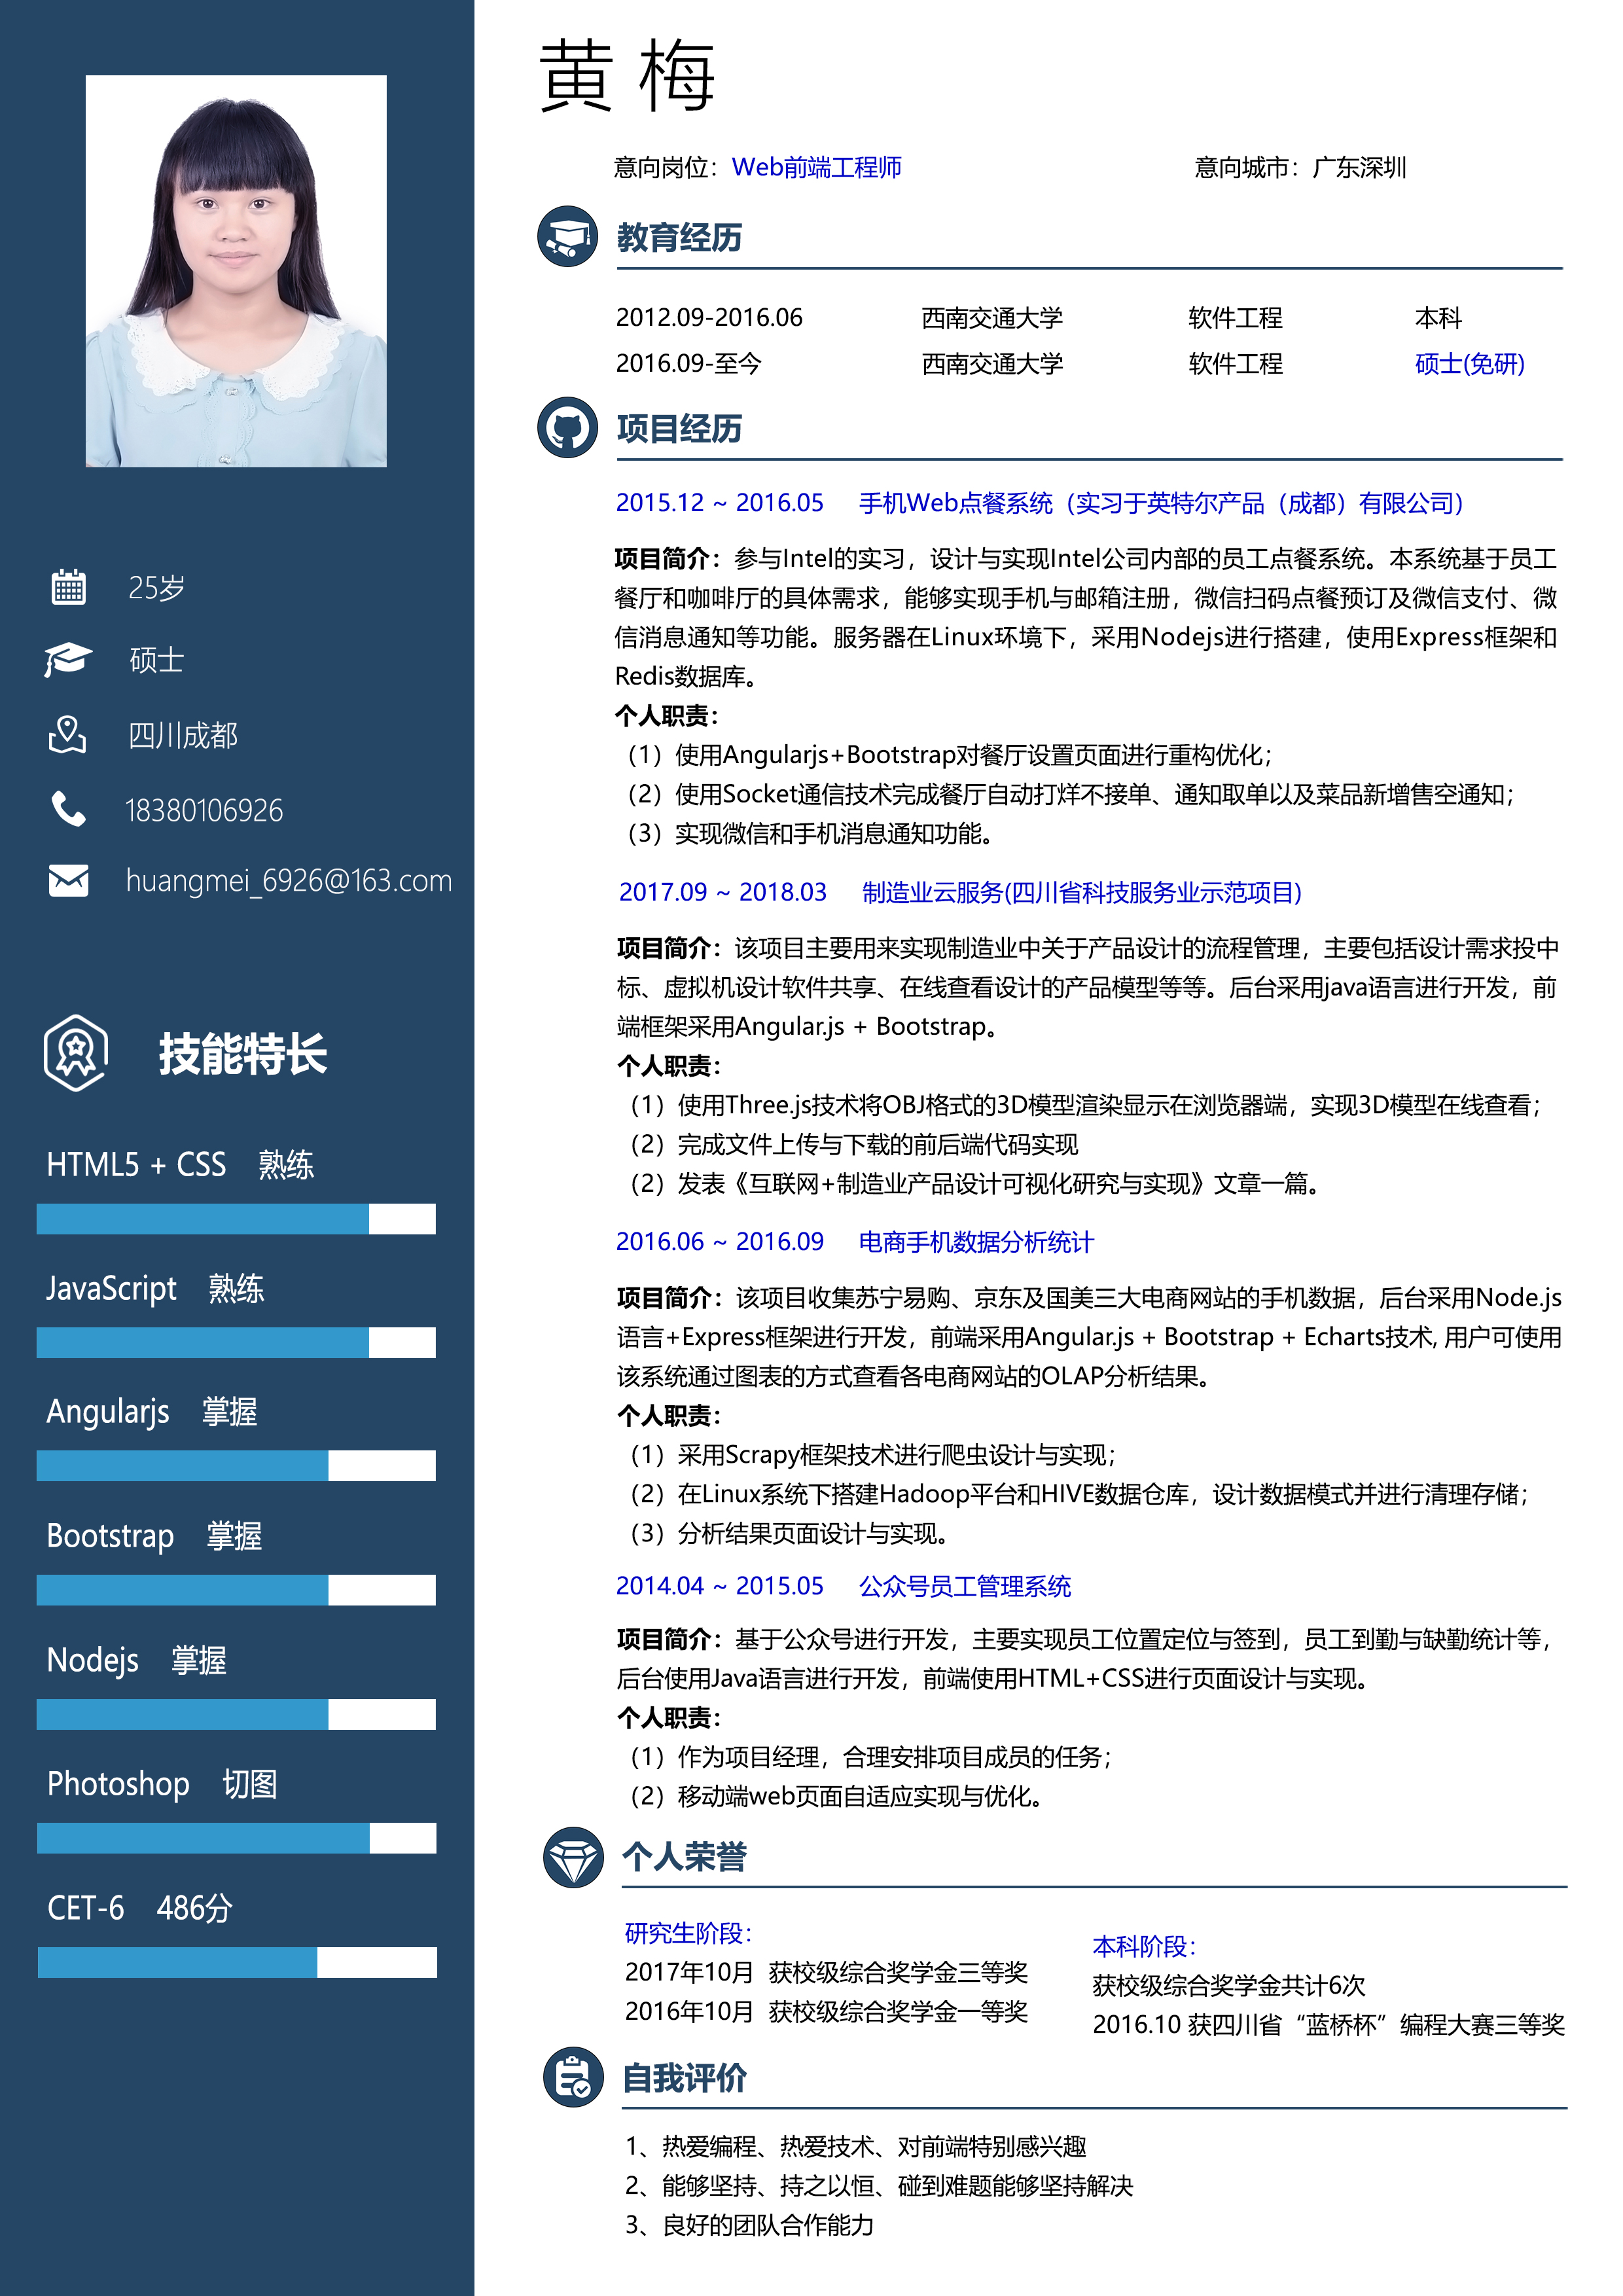 黄 梅
意向岗位：Web前端工程师 意向城市：广东深圳
25岁
硕士
四川成都
18380106926
huangmei_6926@163.com
技能特长
HTML5 + CSS 熟练
JavaScript 熟练
Angularjs 掌握
Bootstrap 掌握
Nodejs 掌握
Photoshop 切图
CET-6 486分
教育经历
2012.09-2016.06 西南交通大学 软件工程 本科
2016.09-至今 西南交通大学 软件工程 硕士(免研)
项目经历
2015.12 ~ 2016.05 手机Web点餐系统（实习于英特尔产品（成都）有限公司）
项目简介：参与Intel的实习，设计与实现Intel公司内部的员工点餐系统。本系统基于员工
餐厅和咖啡厅的具体需求，能够实现手机与邮箱注册，微信扫码点餐预订及微信支付、微
信消息通知等功能。服务器在Linux环境下，采用Nodejs进行搭建，使用Express框架和
Redis数据库。
个人职责：
（1）使用Angularjs+Bootstrap对餐厅设置页面进行重构优化；
（2）使用Socket通信技术完成餐厅自动打烊不接单、通知取单以及菜品新增售空通知；
（3）实现微信和手机消息通知功能。
2017.09 ~ 2018.03 制造业云服务(四川省科技服务业示范项目)
项目简介：该项目主要用来实现制造业中关于产品设计的流程管理，主要包括设计需求投中
标、虚拟机设计软件共享、在线查看设计的产品模型等等。后台采用java语言进行开发，前
端框架采用Angular.js + Bootstrap。
个人职责：
（1）使用Three.js技术将OBJ格式的3D模型渲染显示在浏览器端，实现3D模型在线查看；
（2）完成文件上传与下载的前后端代码实现
（2）发表《互联网+制造业产品设计可视化研究与实现》文章一篇。
2016.06 ~ 2016.09 电商手机数据分析统计
项目简介：该项目收集苏宁易购、京东及国美三大电商网站的手机数据，后台采用Node.js
语言+Express框架进行开发，前端采用Angular.js + Bootstrap + Echarts技术, 用户可使用
该系统通过图表的方式查看各电商网站的OLAP分析结果。
个人职责：
（1）采用Scrapy框架技术进行爬虫设计与实现；
（2）在Linux系统下搭建Hadoop平台和HIVE数据仓库，设计数据模式并进行清理存储；
（3）分析结果页面设计与实现。
2014.04 ~ 2015.05 公众号员工管理系统
项目简介：基于公众号进行开发，主要实现员工位置定位与签到，员工到勤与缺勤统计等，
后台使用Java语言进行开发，前端使用HTML+CSS进行页面设计与实现。
个人职责：
（1）作为项目经理，合理安排项目成员的任务；
（2）移动端web页面自适应实现与优化。
个人荣誉
研究生阶段：
2017年10月 获校级综合奖学金三等奖
2016年10月 获校级综合奖学金一等奖
本科阶段：
获校级综合奖学金共计6次
2016.10 获四川省“蓝桥杯”编程大赛三等奖
自我评价
1、热爱编程、热爱技术、对前端特别感兴趣
2、能够坚持、持之以恒、碰到难题能够坚持解决
3、良好的团队合作能力